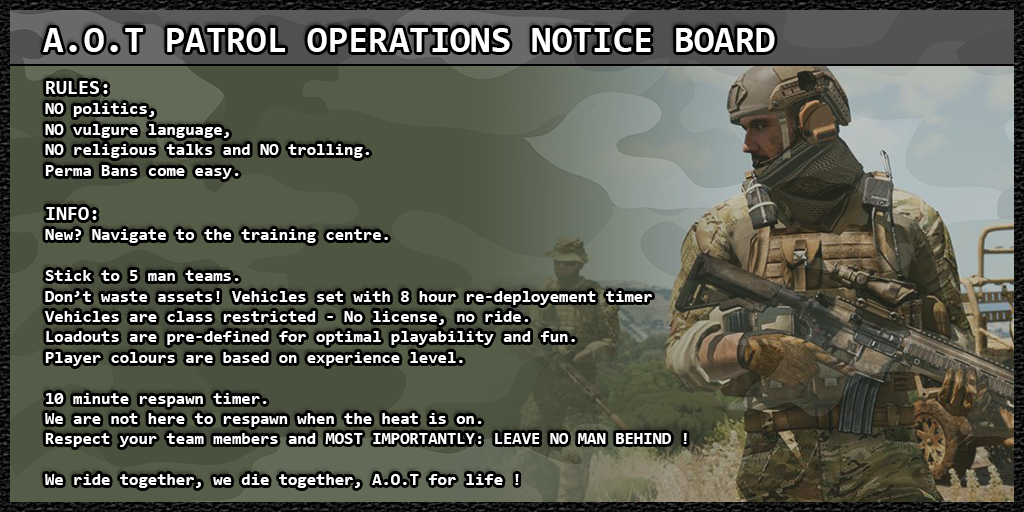 A.O.T PATROL OPERATIONS NOTICE BOARD
RULES:
NO politics,
NO vulgure language,
NO religious talks and NO trolling.
Perma Bans come easy.
INFO:
New? Navigate to the training centre.
Stick to 5 man teams.
Don’t waste assets! Vehicles set with 8 hour re-deployement timer
Vehicles are class restricted - No license, no ride.
Loadouts are pre-defined for optimal playability and fun.
Player colours are based on experience level.
10 minute respawn timer.
We are not here to respawn when the heat is on.
Respect your team members and MOST IMPORTANTLY: LEAVE NO MAN BEHIND !
We ride together, we die together, A.O.T for life !